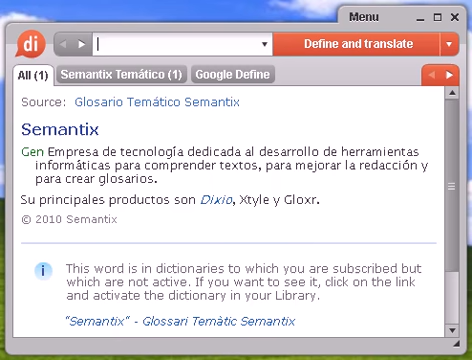 Menu
di
Define and translate
All (1)
Semantix Temático (1)
Google Define
Source: Glosario Temático Semantix
Semantix
Gen Empresa de tecnología dedicada al desarrollo de herramientas
informáticas para comprender textos, para mejorar la redacción y
para crear glosarios.
Su principales productos son Dixio, Xtyle y Gloxr.
© 2010 Semantix
i
This word is in dictionaries to which you are subscribed but
which are not active. If you want to see it, click on the link
and activate the dictionary in your Library.
"Semantix" - Glossari Temàtic Semantix